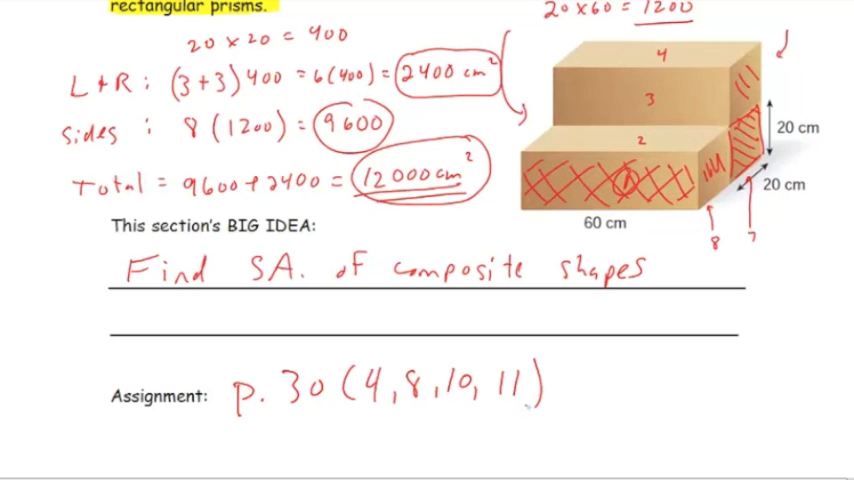 rectangular prisms.
20 x 60 = 1200
20 x 20 = 400
L + R : (3+3) 400 = 6(400) = 2400 cm²
Sides : 8 (1200) = 9600
Total = 9600 + 2400 = 12000 cm²
4
3
2
1
20 cm
20 cm
60 cm
8
7
This section's BIG IDEA:
Find SA. of composite shapes
Assignment: p. 30 (4, 8, 10, 11)